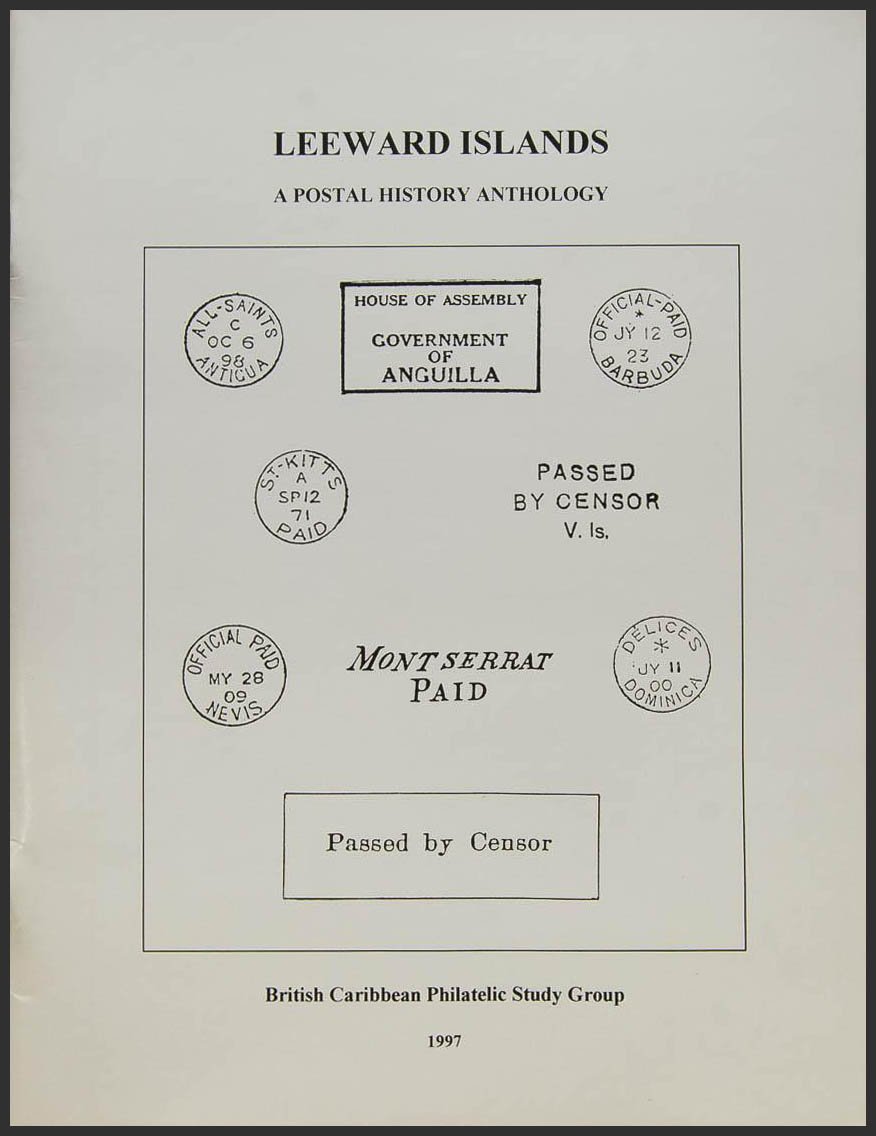 LEEWARD ISLANDS
A POSTAL HISTORY ANTHOLOGY
ALL-SAINTS
C
OC 6
98
ANTIGUA
HOUSE OF ASSEMBLY
GOVERNMENT
OF
ANGUILLA
OFFICIAL-PAID
*
JY 12
23
BARBUDA
ST-KITTS
A
SP 12
71
PAID
PASSED
BY CENSOR
V. Is.
OFFICIAL PAID
MY 28
09
NEVIS
MONTSERRAT
PAID
DELICES
*
JY 11
00
DOMINICA
Passed by Censor
British Caribbean Philatelic Study Group
1997